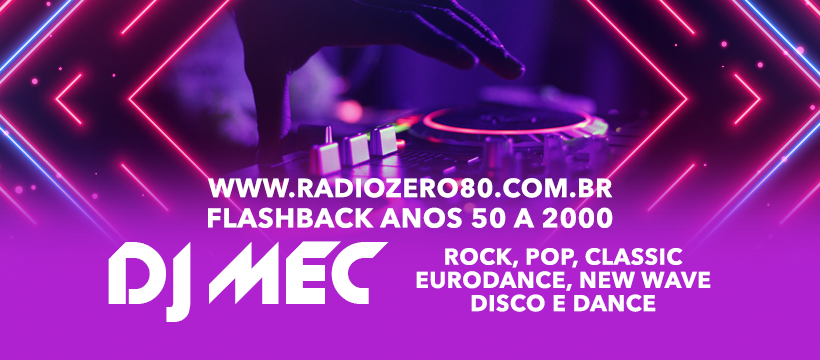 WWW.RADIOZERO80.COM.BR
FLASHBACK ANOS 50 A 2000
DJ MEC
ROCK, POP, CLASSIC
EURODANCE, NEW WAVE
DISCO E DANCE